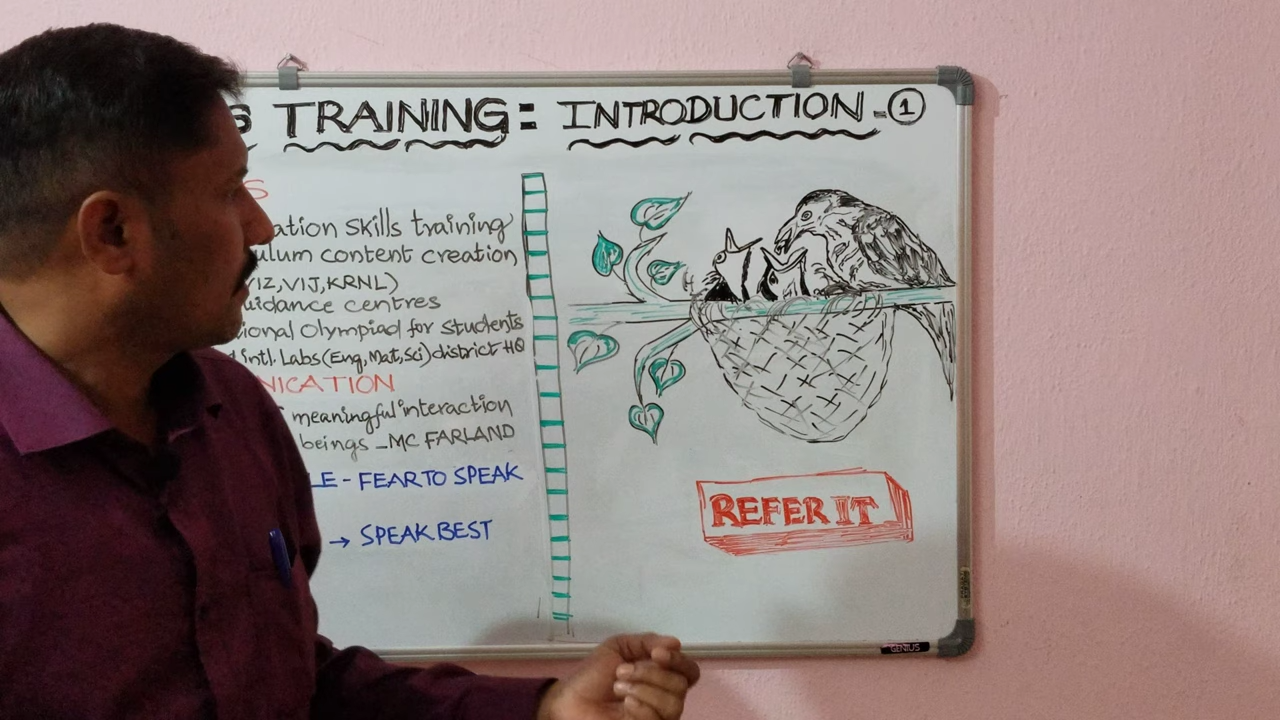 TRAINING: INTRODUCTION-1
S
ation skills training
ulum content creation
VIZ,VIJ,KRNL)
uidance centres
ional Olympiad for students
intl. Labs(Eng,Mat,Sci)district HQ
NICATION
meaningful interaction
beings -MC FARLAND
LE - FEAR TO SPEAK
→ SPEAK BEST
REFER IT
GENIUS